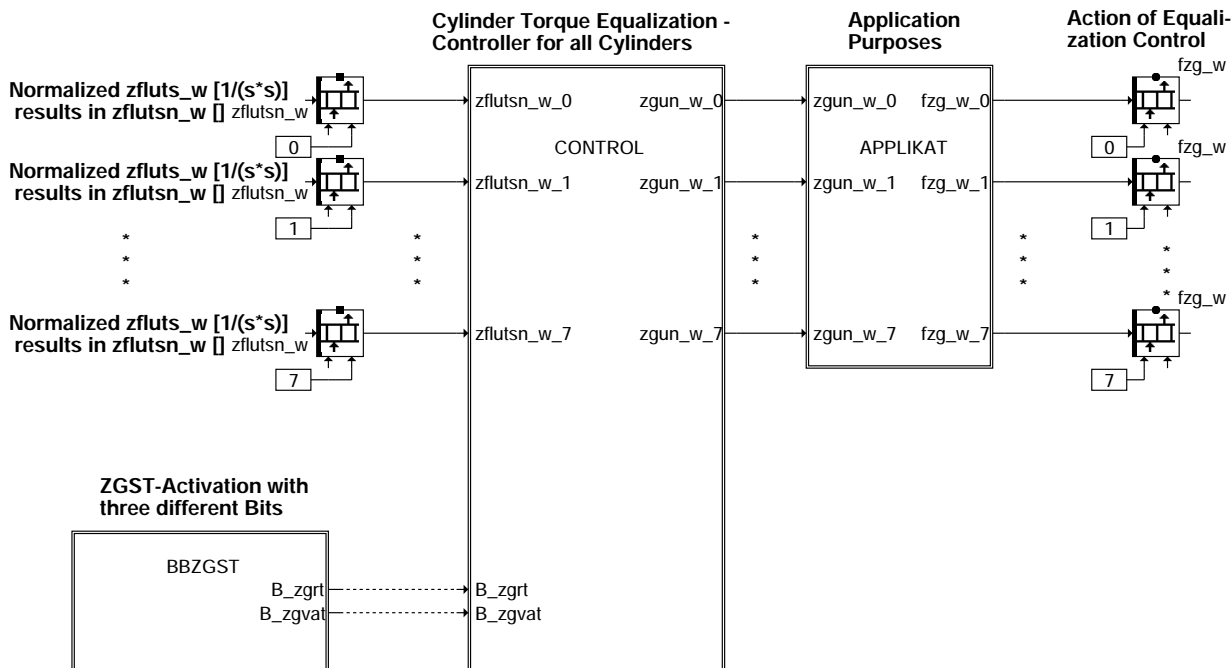 Cylinder Torque Equalization -
Controller for all Cylinders
Application
Purposes
Action of Equali-
zation Control
Normalized zfluts_w [1/(s*s)]
results in zflutsn_w [] zflutsn_w
0
zflutsn_w_0 zgun_w_0
CONTROL
zgun_w_0 fzg_w_0
APPLIKAT
fzg_w
0
Normalized zfluts_w [1/(s*s)]
results in zflutsn_w [] zflutsn_w
1
zflutsn_w_1 zgun_w_1
zgun_w_1 fzg_w_1
fzg_w
1
* * * * *
* * * * *
* * * * *
Normalized zfluts_w [1/(s*s)]
results in zflutsn_w [] zflutsn_w
7
zflutsn_w_7 zgun_w_7
zgun_w_7 fzg_w_7
fzg_w
7
ZGST-Activation with
three different Bits
BBZGST
B_zgrt B_zgrt
B_zgvat B_zgvat